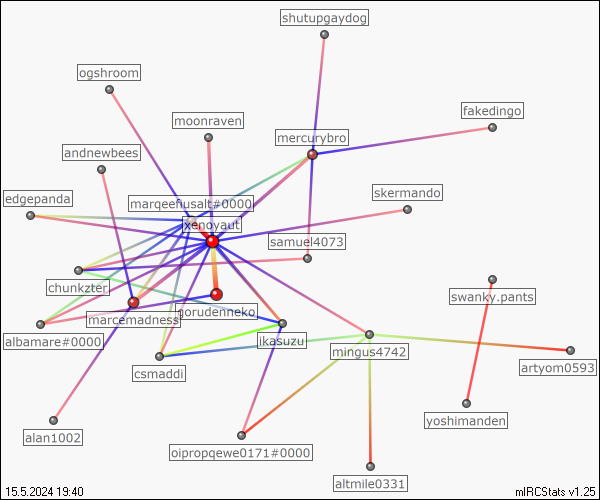 shutupgaydog
ogshroom
fakedingo
moonraven
mercurybro
andnewbees
edgepanda
skermando
marqeehusalt#0000
xenoyaut
samuel4073
chunkzter
swanky.pants
gorudenneko
marcemadness
albamare#0000
ikasuzu
mingus4742
artyom0593
csmaddi
yoshimanden
alan1002
oipropqewe0171#0000
altmile0331
15.5.2024 19:40
mIRCStats v1.25